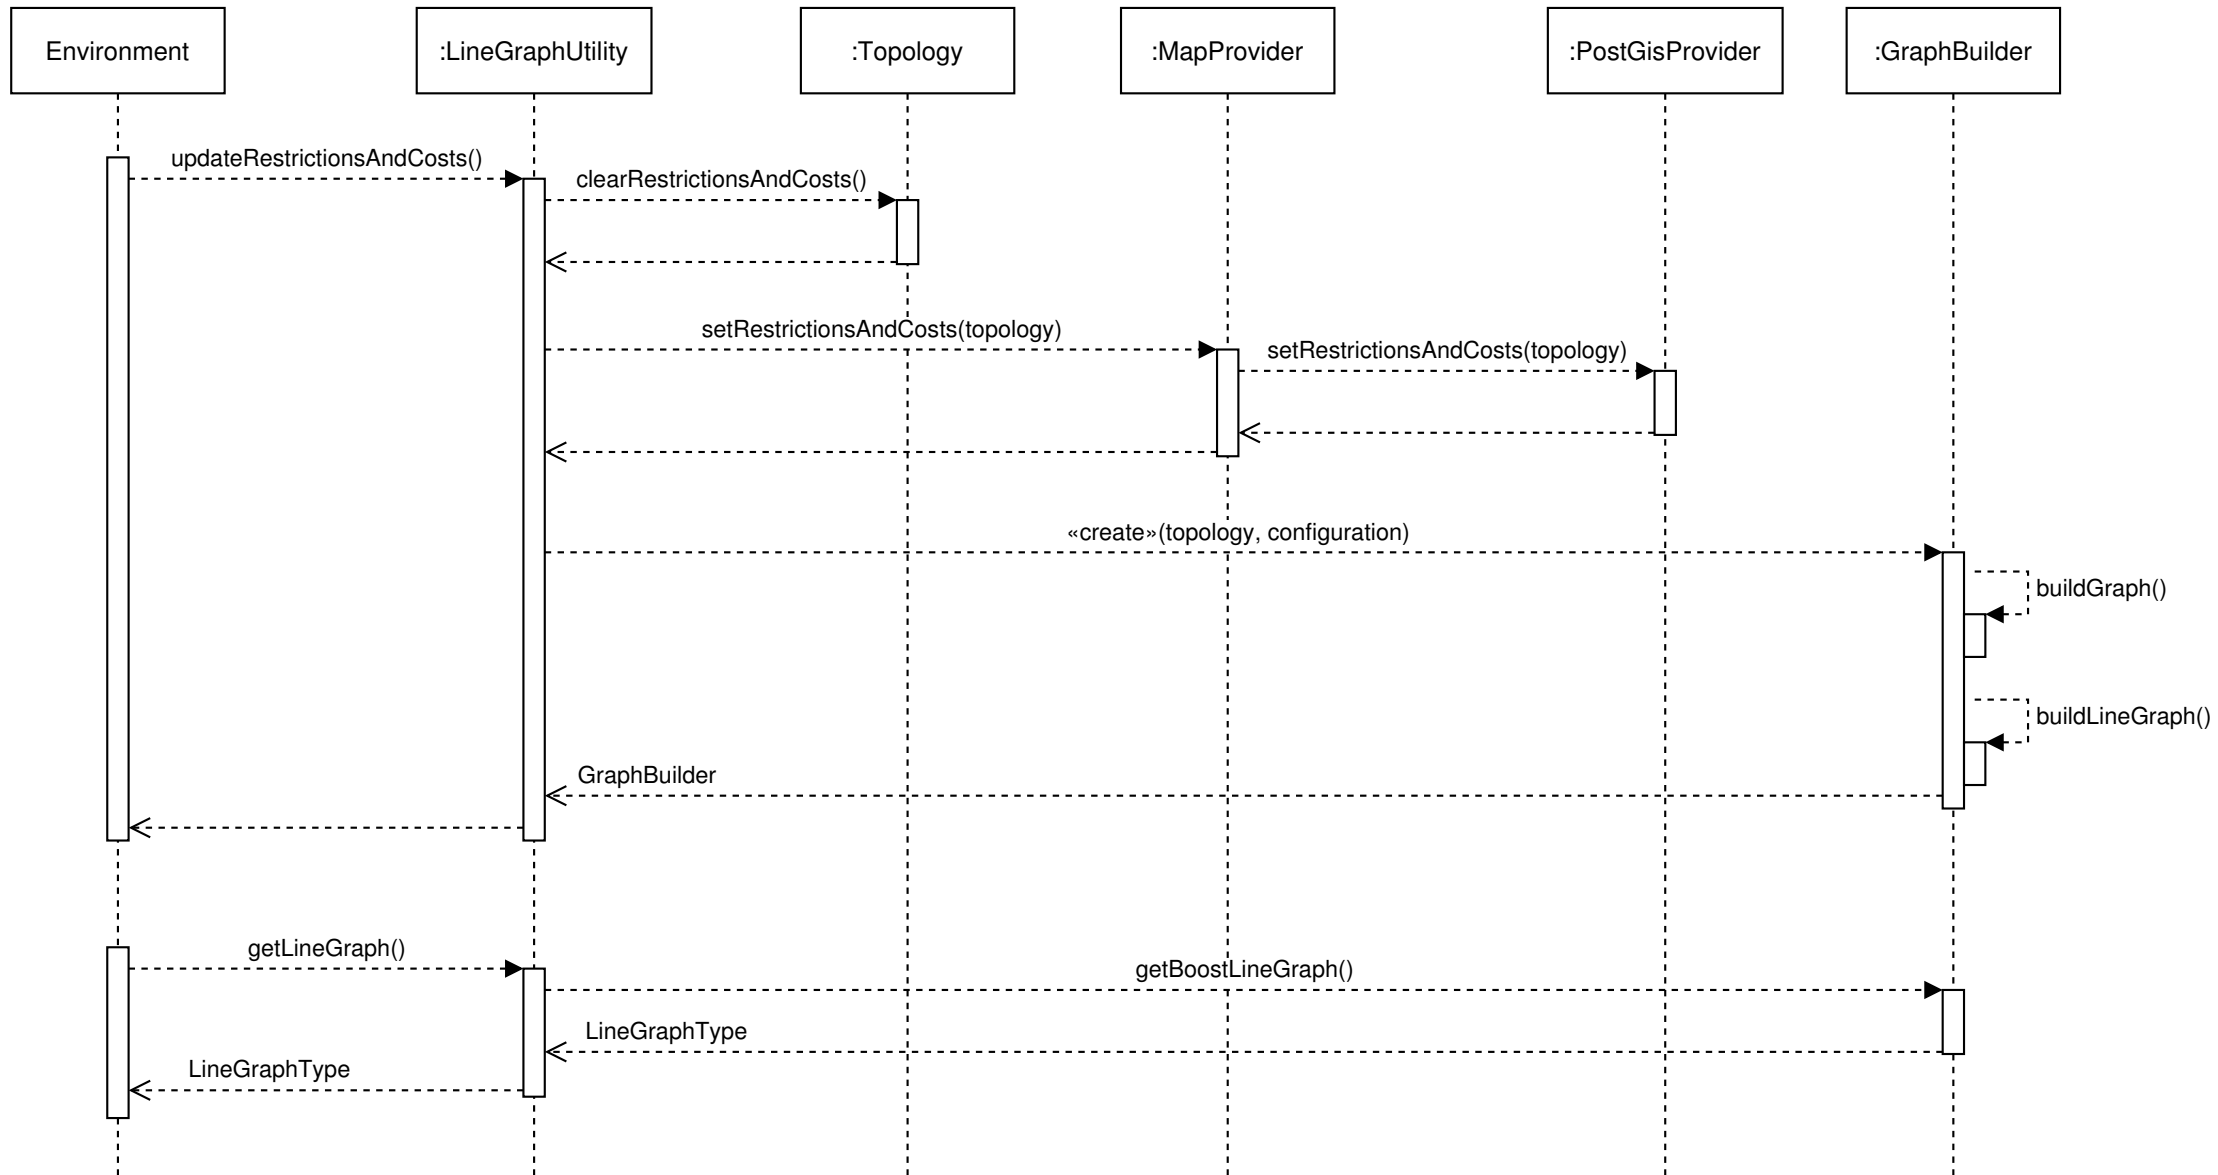 Environment
:LineGraphUtility
:Topology
:MapProvider
:PostGisProvider
:GraphBuilder
updateRestrictionsAndCosts()
clearRestrictionsAndCosts()
setRestrictionsAndCosts(topology)
setRestrictionsAndCosts(topology)
«create»(topology, configuration)
buildGraph()
buildLineGraph()
GraphBuilder
getLineGraph()
getBoostLineGraph()
LineGraphType
LineGraphType